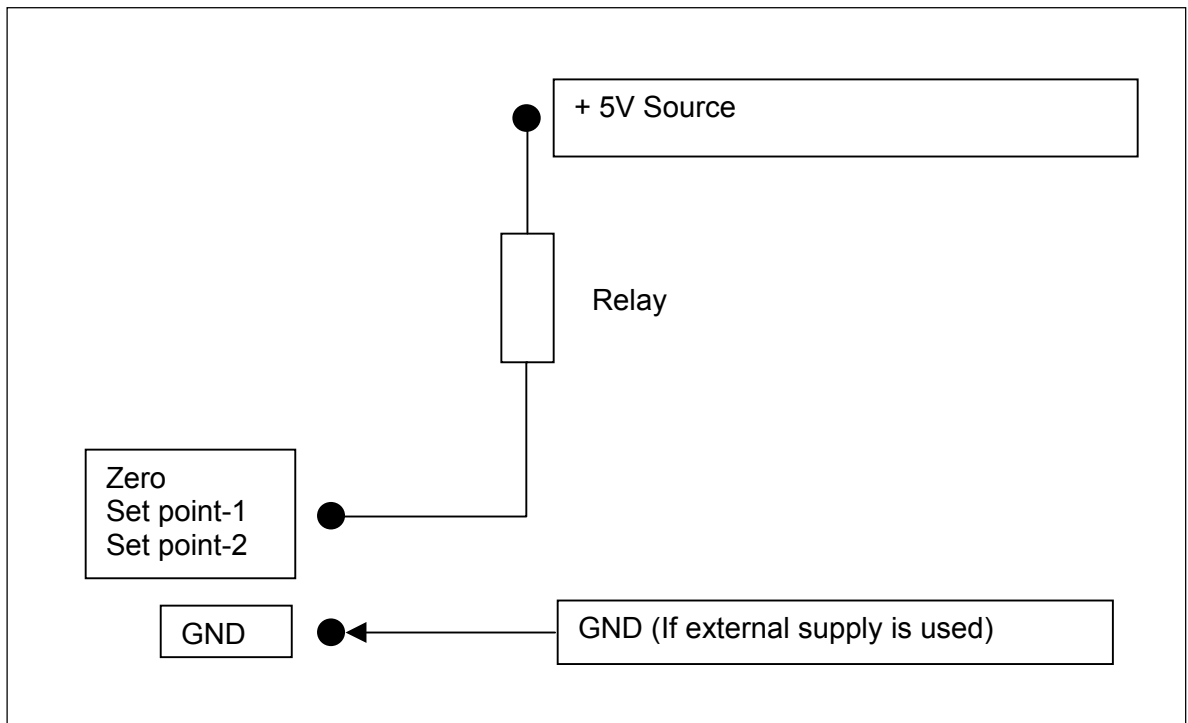 + 5V Source
Relay
Zero
Set point-1
Set point-2
GND
GND (If external supply is used)